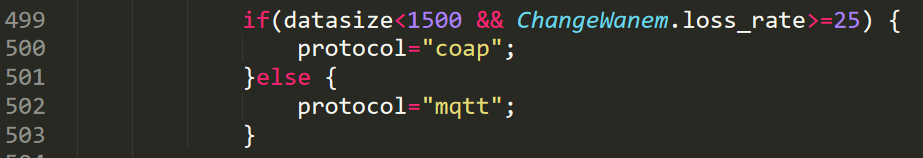 499 if(datasize<1500 && ChangeWanem.loss_rate>=25) {
500 protocol="coap";
501 }else {
502 protocol="mqtt";
503 }